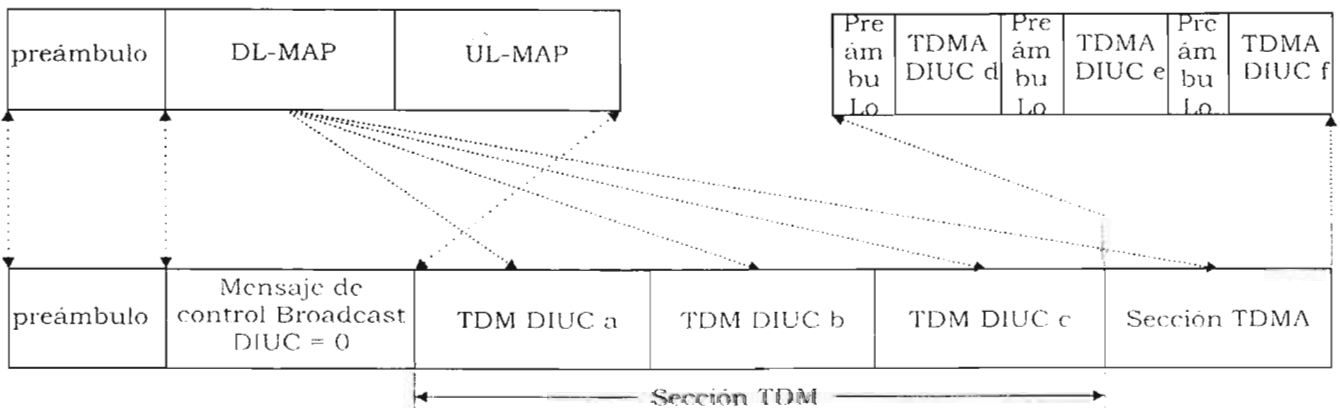 preámbulo
DL-MAP
UL-MAP
Pre
ám
bu
Lo
TDMA
DIUC d
Pre
ám
bu
Lo
TDMA
DIUC e
Pre
ám
bu
Lo
TDMA
DIUC f
preámbulo
Mensaje de
control Broadcast
DIUC = 0
TDM DIUC a
TDM DIUC b
TDM DIUC c
Sección TDMA
Sección TDM